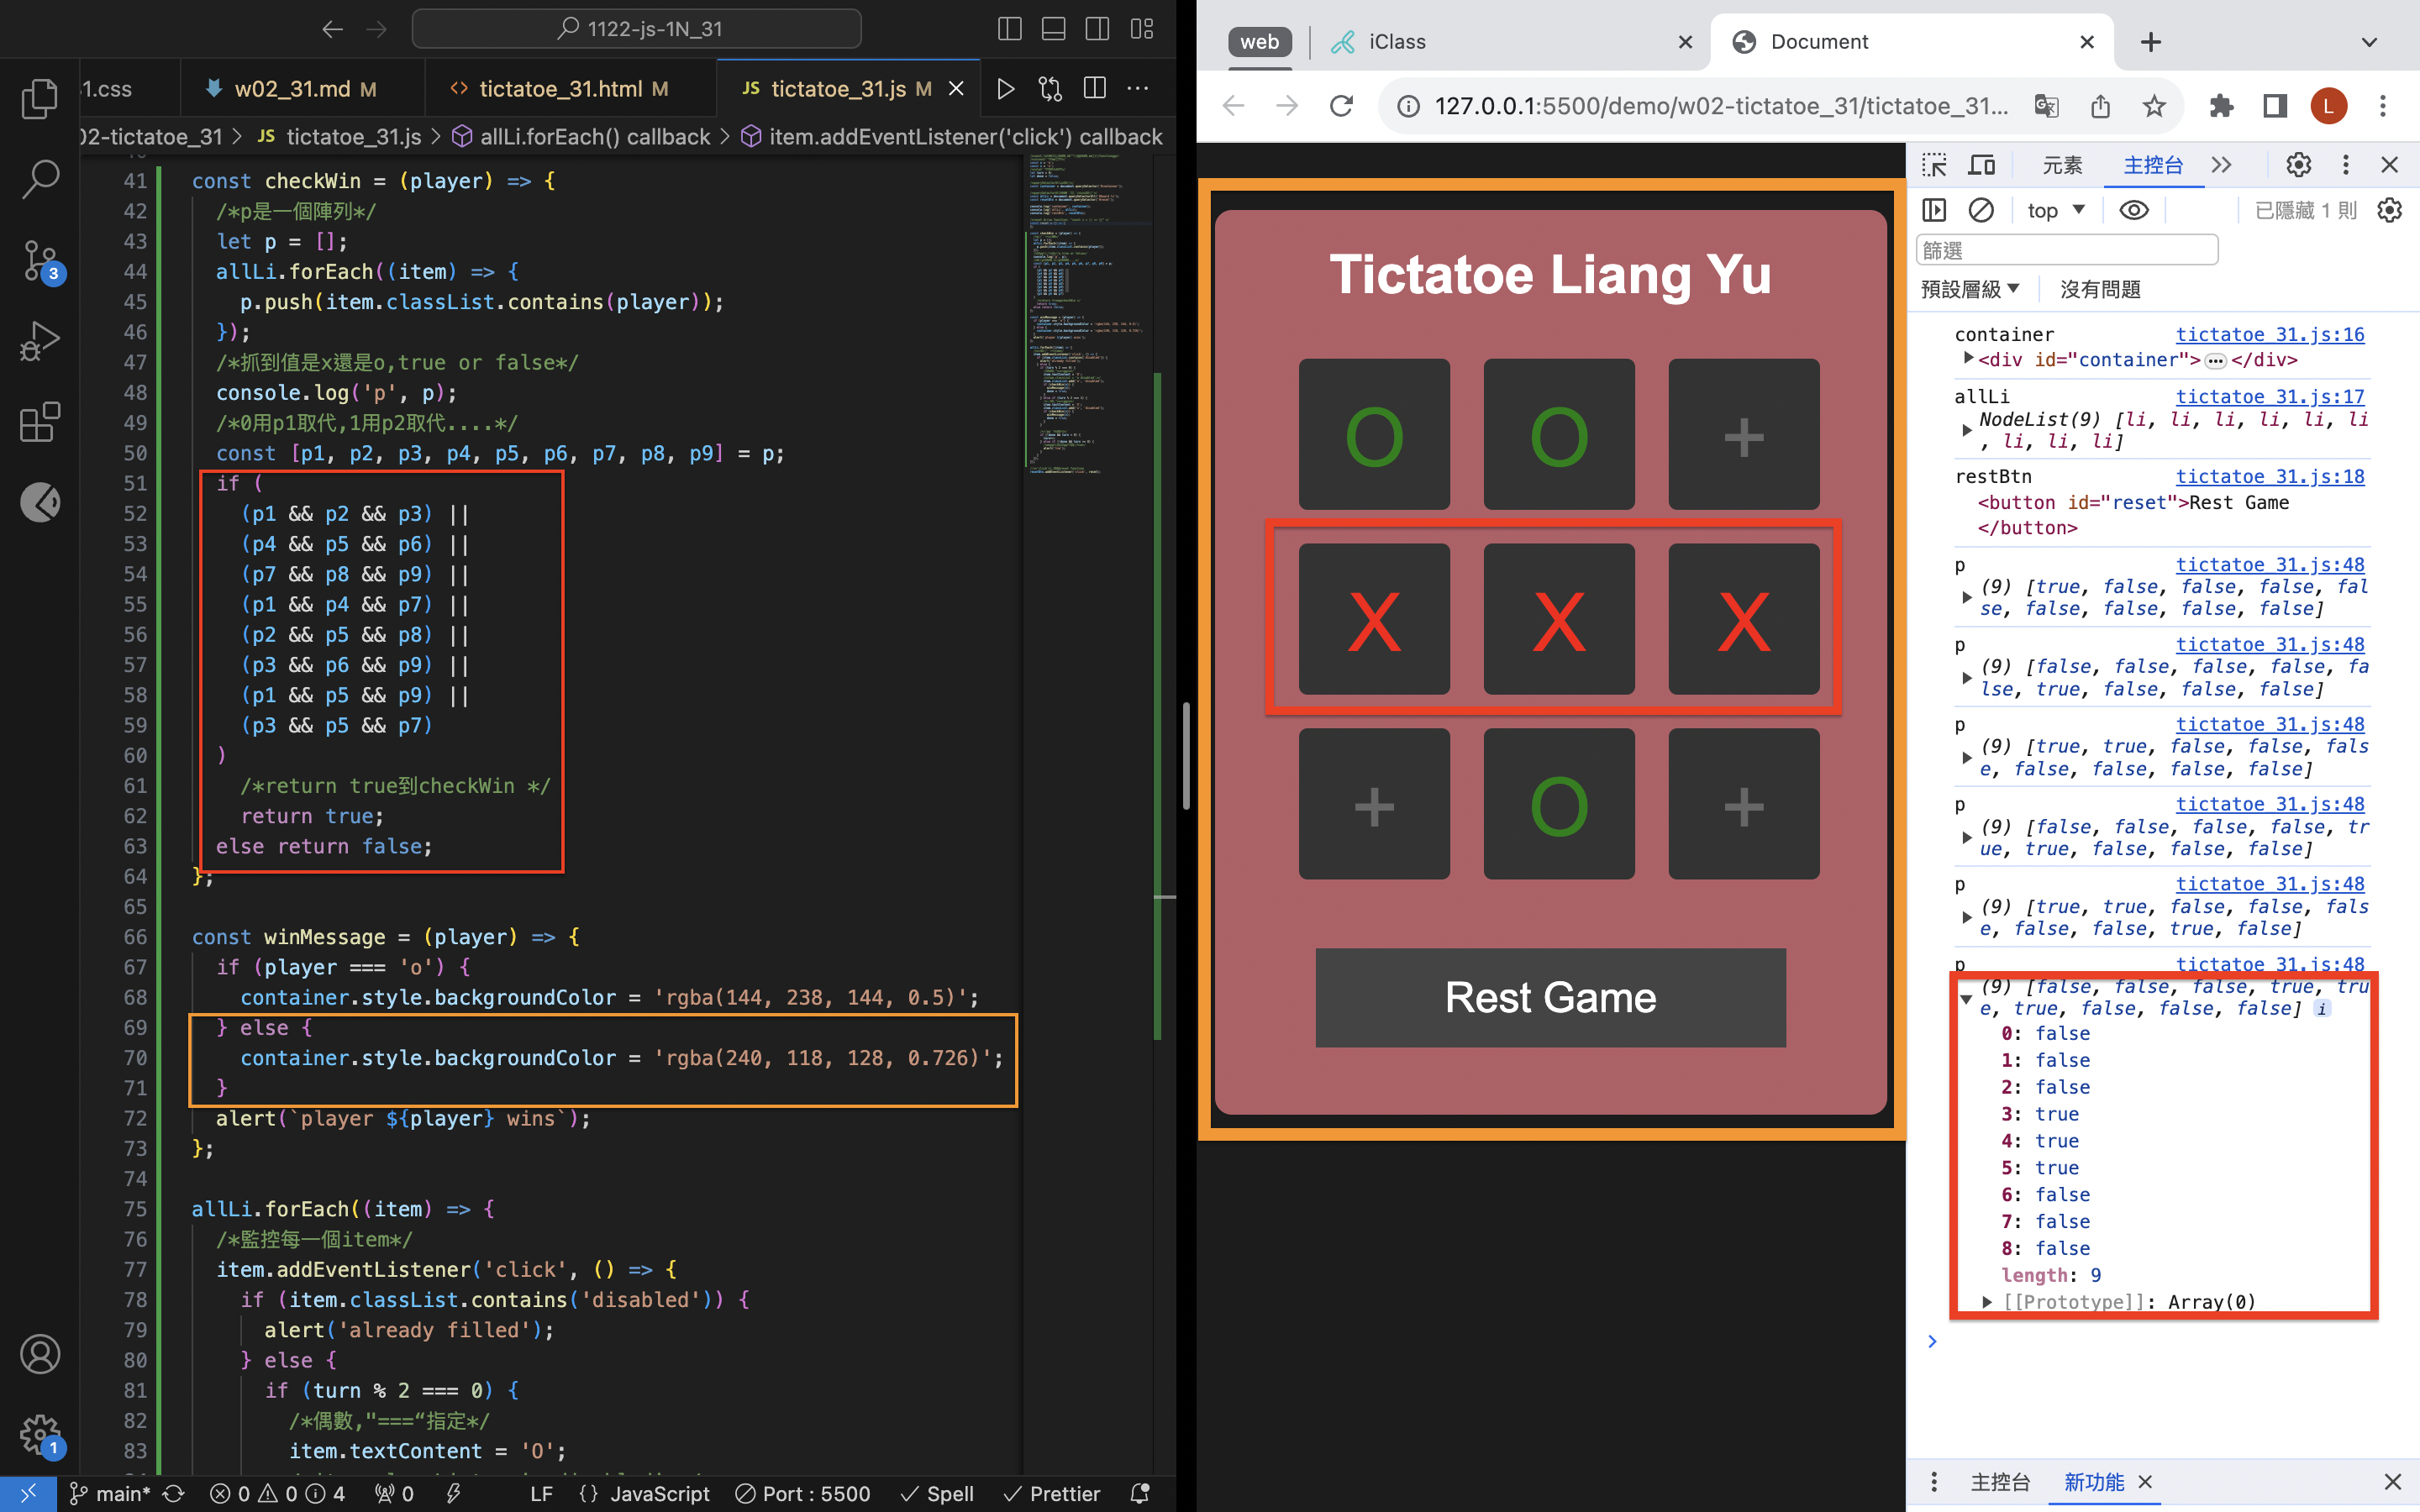 1122-js-1N_31
1.css
w02_31.md M
tictatoe_31.html M
JS tictatoe_31.js M
02-tictatoe_31 > JS tictatoe_31.js > allLi.forEach() callback > item.addEventListener('click') callback
41 const checkWin = (player) => {
42 /*p是一個陣列*/
43 let p = [];
44 allLi.forEach((item) => {
45 p.push(item.classList.contains(player));
46 });
47 /*抓到值是x還是o,true or false*/
48 console.log('p', p);
49 /*0用p1取代,1用p2取代....*/
50 const [p1, p2, p3, p4, p5, p6, p7, p8, p9] = p;
51 if (
52 (p1 && p2 && p3) ||
53 (p4 && p5 && p6) ||
54 (p7 && p8 && p9) ||
55 (p1 && p4 && p7) ||
56 (p2 && p5 && p8) ||
57 (p3 && p6 && p9) ||
58 (p1 && p5 && p9) ||
59 (p3 && p5 && p7)
60 )
61 /*return true到checkWin */
62 return true;
63 else return false;
64 };
65
66 const winMessage = (player) => {
67 if (player === 'o') {
68 container.style.backgroundColor = 'rgba(144, 238, 144, 0.5)';
69 } else {
70 container.style.backgroundColor = 'rgba(240, 118, 128, 0.726)';
71 }
72 alert(`player ${player} wins`);
73 };
74
75 allLi.forEach((item) => {
76 /*監控每一個item*/
77 item.addEventListener('click', () => {
78 if (item.classList.contains('disabled')) {
79 alert('already filled');
80 } else {
81 if (turn % 2 === 0) {
82 /*偶數,"==="指定*/
83 item.textContent = 'O';
3
1
main* 0 0 4 0 LF {} JavaScript Port : 5500 Spell Prettier
web
iClass
Document
127.0.0.1:5500/demo/w02-tictatoe_31/tictatoe_31...
L
Tictatoe Liang Yu
O O +
X X X
+ O +
Rest Game
元素 主控台
top 已隱藏 1 則
篩選
預設層級 沒有問題
container tictatoe_31.js:16
<div id="container"> ••• </div>
allLi tictatoe_31.js:17
NodeList(9) [li, li, li, li, li, li
, li, li, li]
restBtn tictatoe_31.js:18
<button id="reset">Rest Game
</button>
p tictatoe_31.js:48
(9) [true, false, false, false, fal
se, false, false, false, false]
p tictatoe_31.js:48
(9) [false, false, false, false, fa
lse, true, false, false, false]
p tictatoe_31.js:48
(9) [true, true, false, false, fals
e, false, false, false, false]
p tictatoe_31.js:48
(9) [false, false, false, false, tr
ue, true, false, false, false]
p tictatoe_31.js:48
(9) [true, true, false, false, fals
e, false, false, true, false]
p tictatoe_31.js:48
(9) [false, false, false, true, tru
e, true, false, false, false] i
0: false
1: false
2: false
3: true
4: true
5: true
6: false
7: false
8: false
length: 9
[[Prototype]]: Array(0)
主控台 新功能